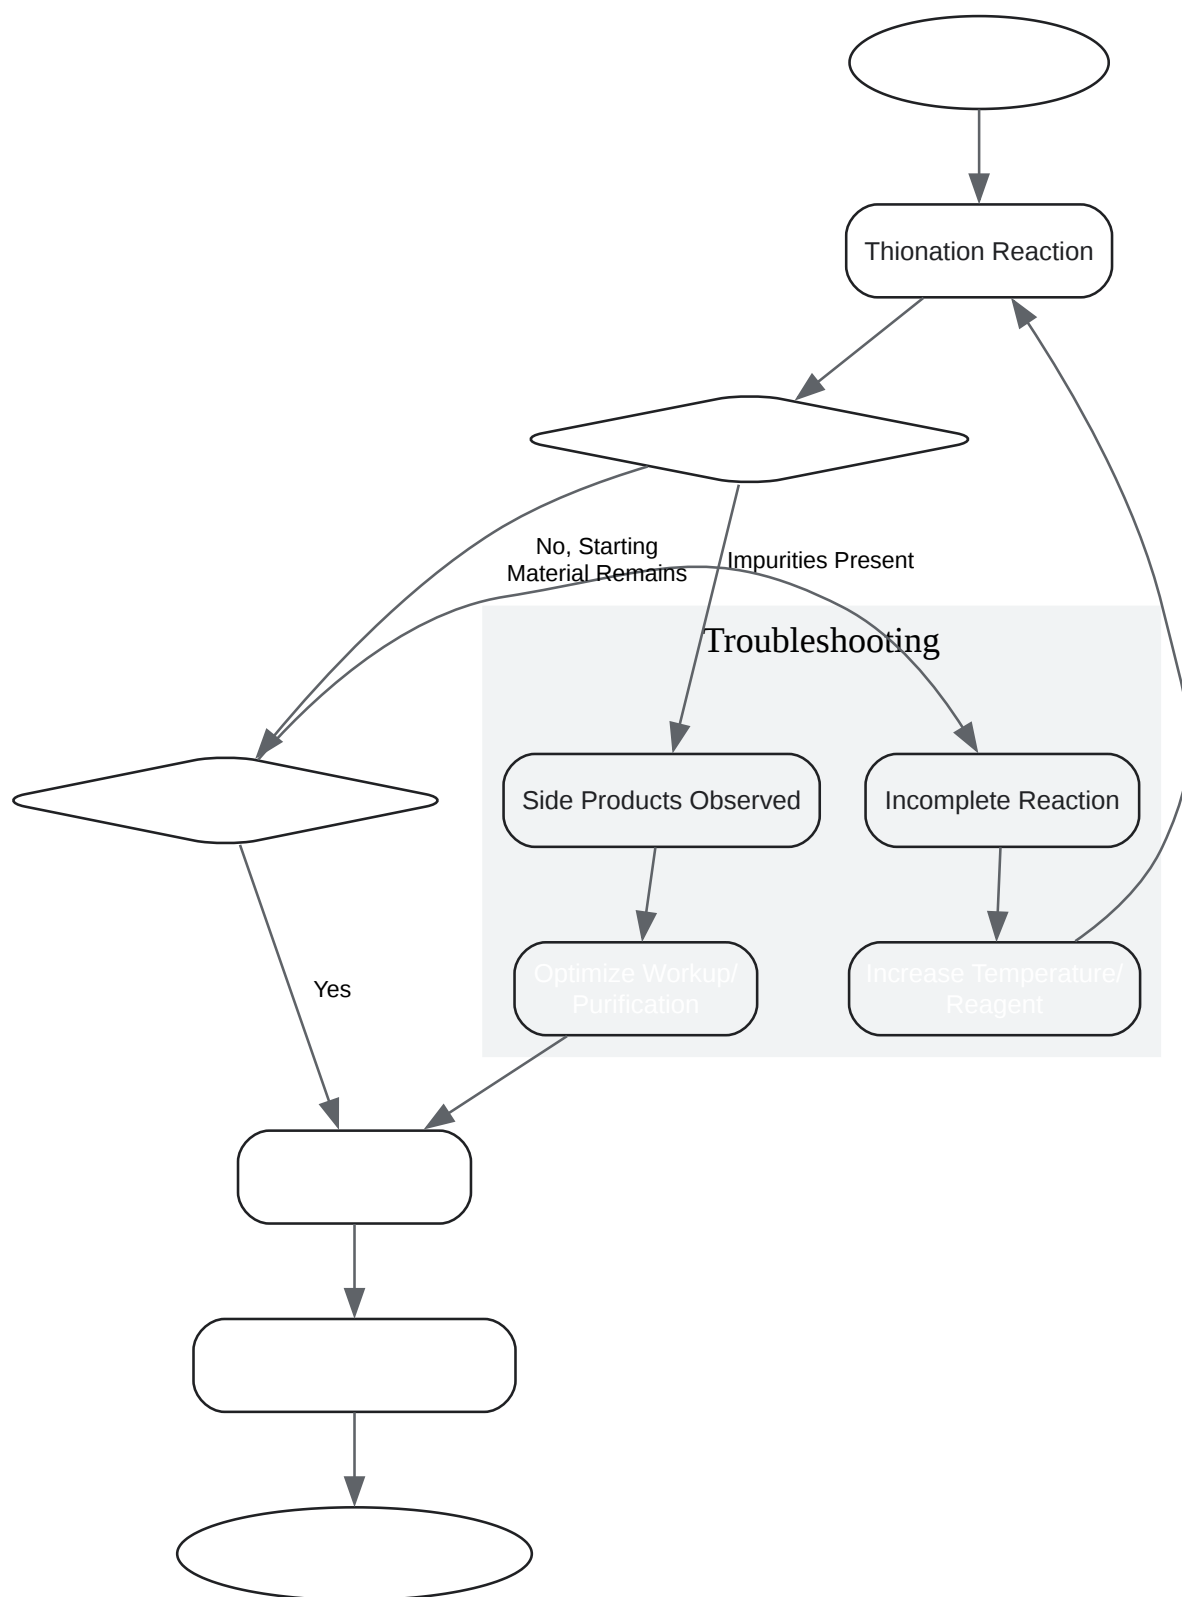 Thionation Reaction
No, Starting
Material Remains
Impurities Present
Troubleshooting
Side Products Observed
Incomplete Reaction
Optimize Workup/
Purification
Increase Temperature/
Reagent
Yes